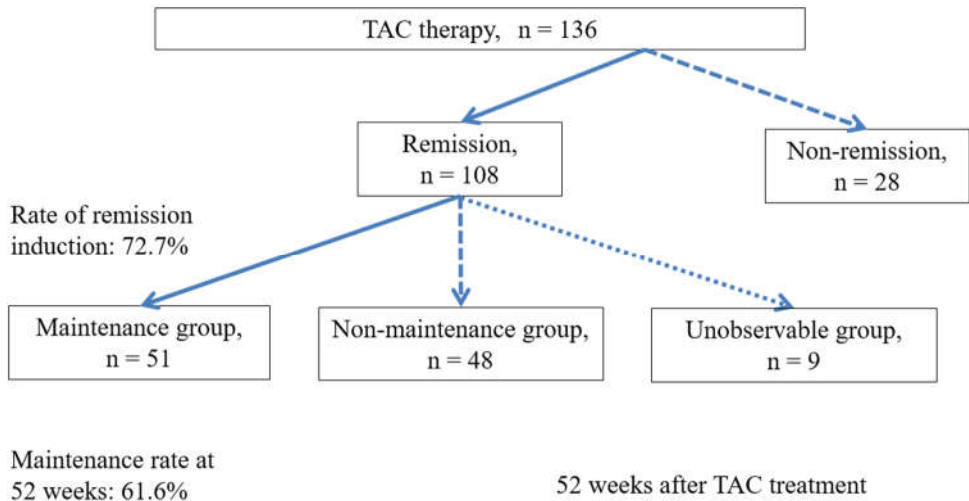 TAC therapy, n = 136
Remission,
n = 108
Non-remission,
n = 28
Rate of remission
induction: 72.7%
Maintenance group,
n = 51
Non-maintenance group,
n = 48
Unobservable group,
n = 9
Maintenance rate at
52 weeks: 61.6%
52 weeks after TAC treatment